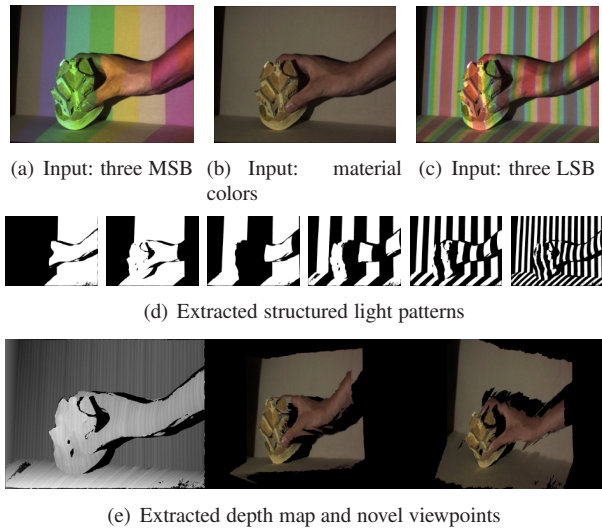 (a) Input: three MSB
(b) Input: material colors
(c) Input: three LSB
(d) Extracted structured light patterns
(e) Extracted depth map and novel viewpoints